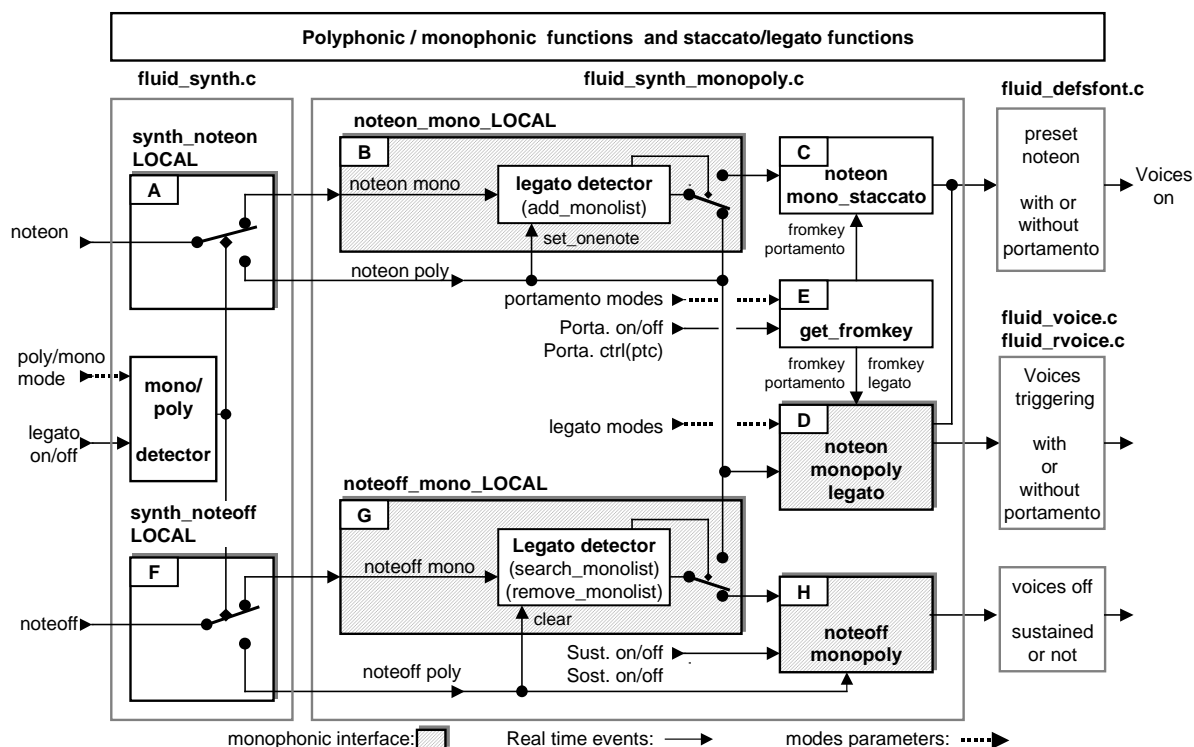 Polyphonic / monophonic functions and staccato/legato functions
fluid_synth.c
fluid_synth_monopoly.c
fluid_defsfont.c
synth_noteon
LOCAL
A
noteon
noteon_mono_LOCAL
B
noteon mono
legato detector
(add_monolist)
set_onenote
noteon poly
C
noteon
mono_staccato
preset
noteon
with or
without
portamento
Voices
on
fromkey
portamento
portamento modes
Porta. on/off
Porta. ctrl(ptc)
E
get_fromkey
fromkey
portamento
fromkey
legato
fluid_voice.c
fluid_rvoice.c
poly/mono
mode
legato
on/off
mono/
poly
detector
legato modes
D
noteon
monopoly
legato
Voices
triggering
with
or
without
portamento
synth_noteoff
LOCAL
F
noteoff
noteoff_mono_LOCAL
G
noteoff mono
Legato detector
(search_monolist)
(remove_monolist)
clear
noteoff poly
Sust. on/off
Sost. on/off
H
noteoff
monopoly
voices off
sustained
or not
monophonic interface:
Real time events:
modes parameters: